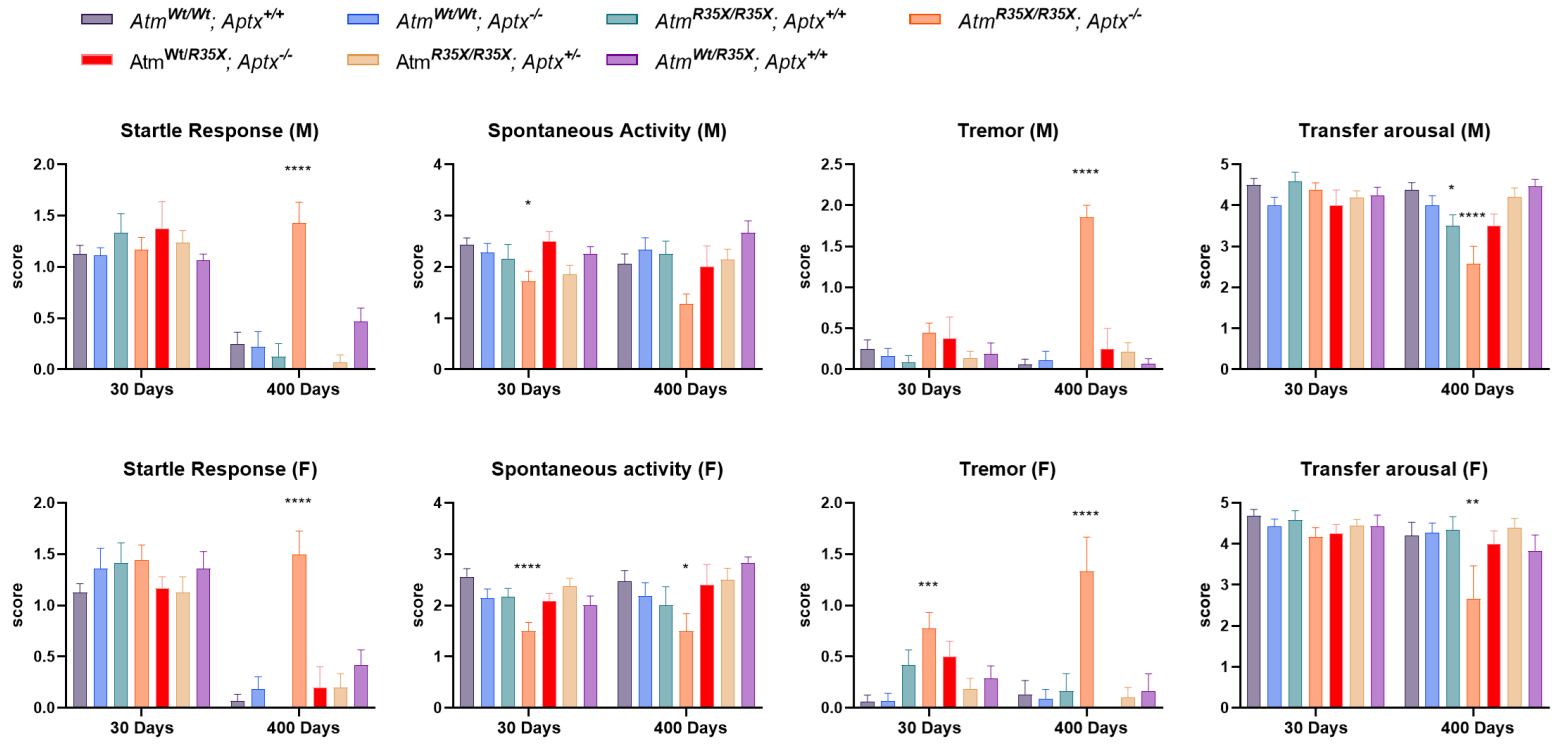 Atm^Wt/Wt; Aptx^+/+ Atm^Wt/Wt; Aptx^-/- Atm^R35X/R35X; Aptx^+/+ Atm^R35X/R35X; Aptx^-/-
Atm^Wt/R35X; Aptx^-/- Atm^R35X/R35X; Aptx^+/- Atm^Wt/R35X; Aptx^+/+
Startle Response (M)
2.0
1.5
1.0
0.5
0.0
score
****
30 Days 400 Days
Spontaneous Activity (M)
4
3
2
1
0
score
*
30 Days 400 Days
Tremor (M)
2.5
2.0
1.5
1.0
0.5
0.0
score
****
30 Days 400 Days
Transfer arousal (M)
5
4
3
2
1
0
score
* ****
30 Days 400 Days
Startle Response (F)
2.0
1.5
1.0
0.5
0.0
score
****
30 Days 400 Days
Spontaneous activity (F)
4
3
2
1
0
score
**** *
30 Days 400 Days
Tremor (F)
2.0
1.5
1.0
0.5
0.0
score
*** ****
30 Days 400 Days
Transfer arousal (F)
5
4
3
2
1
0
score
**
30 Days 400 Days